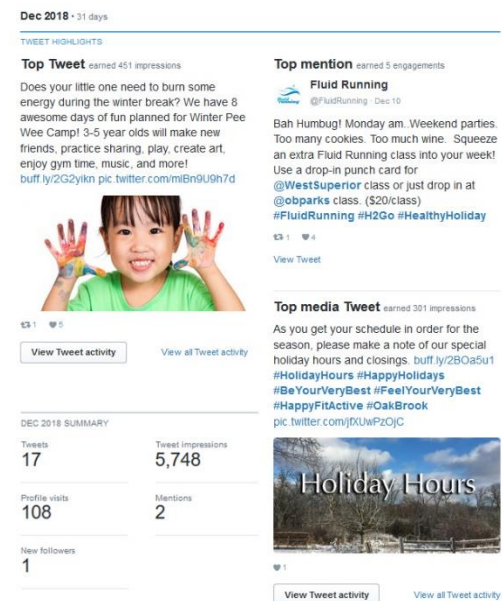 Dec 2018 • 31 days
TWEET HIGHLIGHTS
Top Tweet earned 451 impressions
Does your little one need to burn some
energy during the winter break? We have 8
awesome days of fun planned for Winter Pee
Wee Camp! 3-5 year olds will make new
friends, practice sharing, play, create art,
enjoy gym time, music, and more!
buff.ly/2G2yikn pic.twitter.com/mlBn9U9h7d
1 5
View Tweet activity
View all Tweet activity
DEC 2018 SUMMARY
Tweets
17
Tweet impressions
5,748
Profile visits
108
Mentions
2
New followers
1
Top mention earned 5 engagements
Fluid Running
@FluidRunning · Dec 10
Bah Humbug! Monday am..Weekend parties.
Too many cookies. Too much wine. Squeeze
an extra Fluid Running class into your week!
Use a drop-in punch card for
@WestSuperior class or just drop in at
@obparks class. ($20/class)
#FluidRunning #H2Go #HealthyHoliday
1 4
View Tweet
Top media Tweet earned 301 impressions
As you get your schedule in order for the
season, please make a note of our special
holiday hours and closings. buff.ly/2BOa5u1
#HolidayHours #HappyHolidays
#BeYourVeryBest #FeelYourVeryBest
#HappyFitActive #OakBrook
pic.twitter.com/jfXUwPzOjC
Holiday Hours
1
View Tweet activity
View all Tweet activity